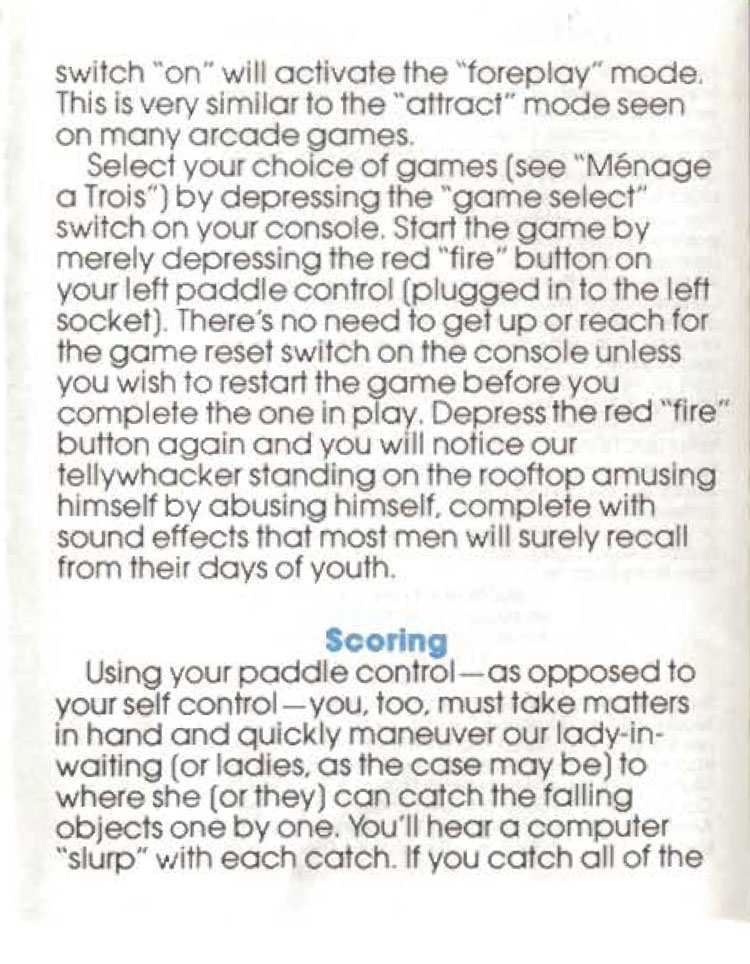 switch "on" will activate the "foreplay" mode.
This is very similar to the "attract" mode seen
on many arcade games.
Select your choice of games (see "Ménage
a Trois") by depressing the "game select"
switch on your console. Start the game by
merely depressing the red "fire" button on
your left paddle control (plugged in to the left
socket). There's no need to get up or reach for
the game reset switch on the console unless
you wish to restart the game before you
complete the one in play. Depress the red "fire"
button again and you will notice our
tellywhacker standing on the rooftop amusing
himself by abusing himself, complete with
sound effects that most men will surely recall
from their days of youth.
Scoring
Using your paddle control—as opposed to
your self control—you, too, must take matters
in hand and quickly maneuver our lady-in-
waiting (or ladies, as the case may be) to
where she (or they) can catch the falling
objects one by one. You'll hear a computer
"slurp" with each catch. If you catch all of the